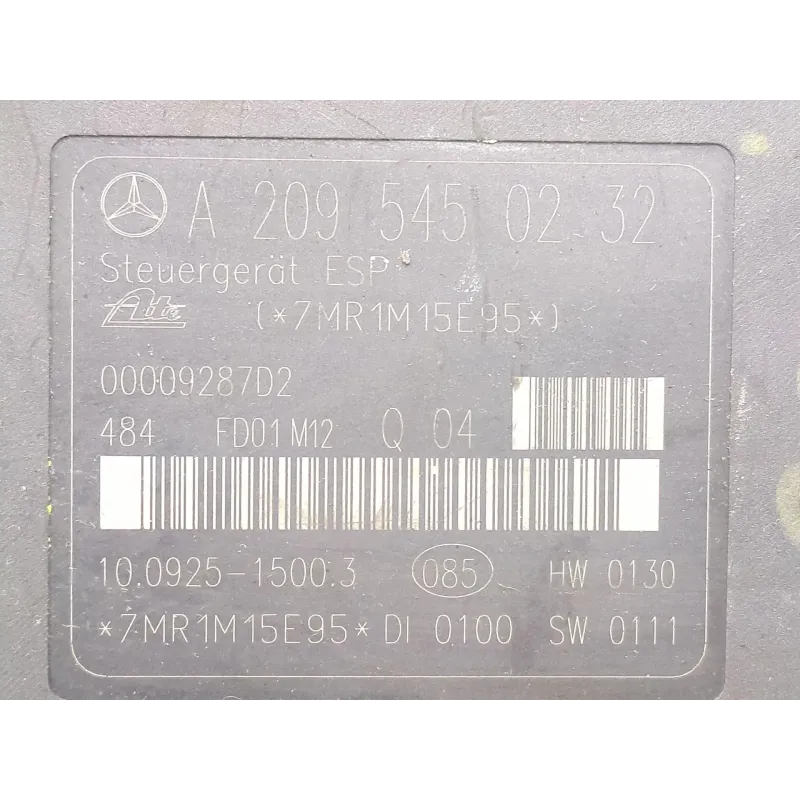 A 209 545 02 32
Steuergerät ESP
Ate (*7MR1M15E95*)
00009287D2
484 FD01M12 Q 04
10.0925-1500.3 085 HW 0130
*7MR1M15E95* DI 0100 SW 0111